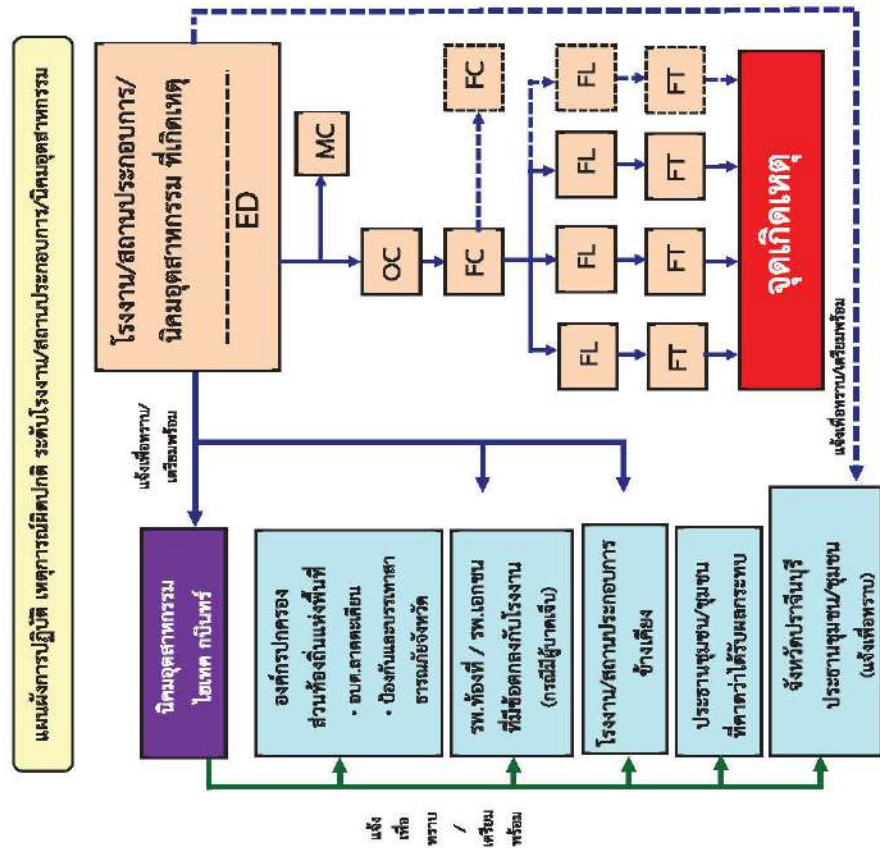 แผนผังการปฏิบัติ เหตุการณ์ผิดปกติ ระดับโรงงาน/สถานประกอบการ/นิคมอุตสาหกรรม
โรงงาน/สถานประกอบการ/
นิคมอุตสาหกรรม ที่เกิดเหตุ
ED
MC
OC
FC
FC
FL
FL
FL
FL
FT
FT
FT
FT
จุดเกิดเหตุ
แจ้งเพื่อทราบ/
เตรียมพร้อม
แจ้งเพื่อทราบ/เตรียมพร้อม
นิคมอุตสาหกรรม
ไฮเทค กบินทร์
องค์กรปกครอง
ส่วนท้องถิ่นแห่งพื้นที่
• อบต.ลาดตะเคียน
• ป้องกันและบรรเทาสา
ธารณภัยจังหวัด
รพ.ท้องที่ / รพ.เอกชน
ที่มีข้อตกลงกับโรงงาน
(กรณีมีผู้บาดเจ็บ)
โรงงาน/สถานประกอบการ
ข้างเคียง
ประธานชุมชน/ชุมชน
ที่คาดว่าได้รับผลกระทบ
จังหวัดปราจีนบุรี
ประธานชุมชน/ชุมชน
(แจ้งเพื่อทราบ)
แจ้ง
เพื่อ
ทราบ
/
เตรียม
พร้อม